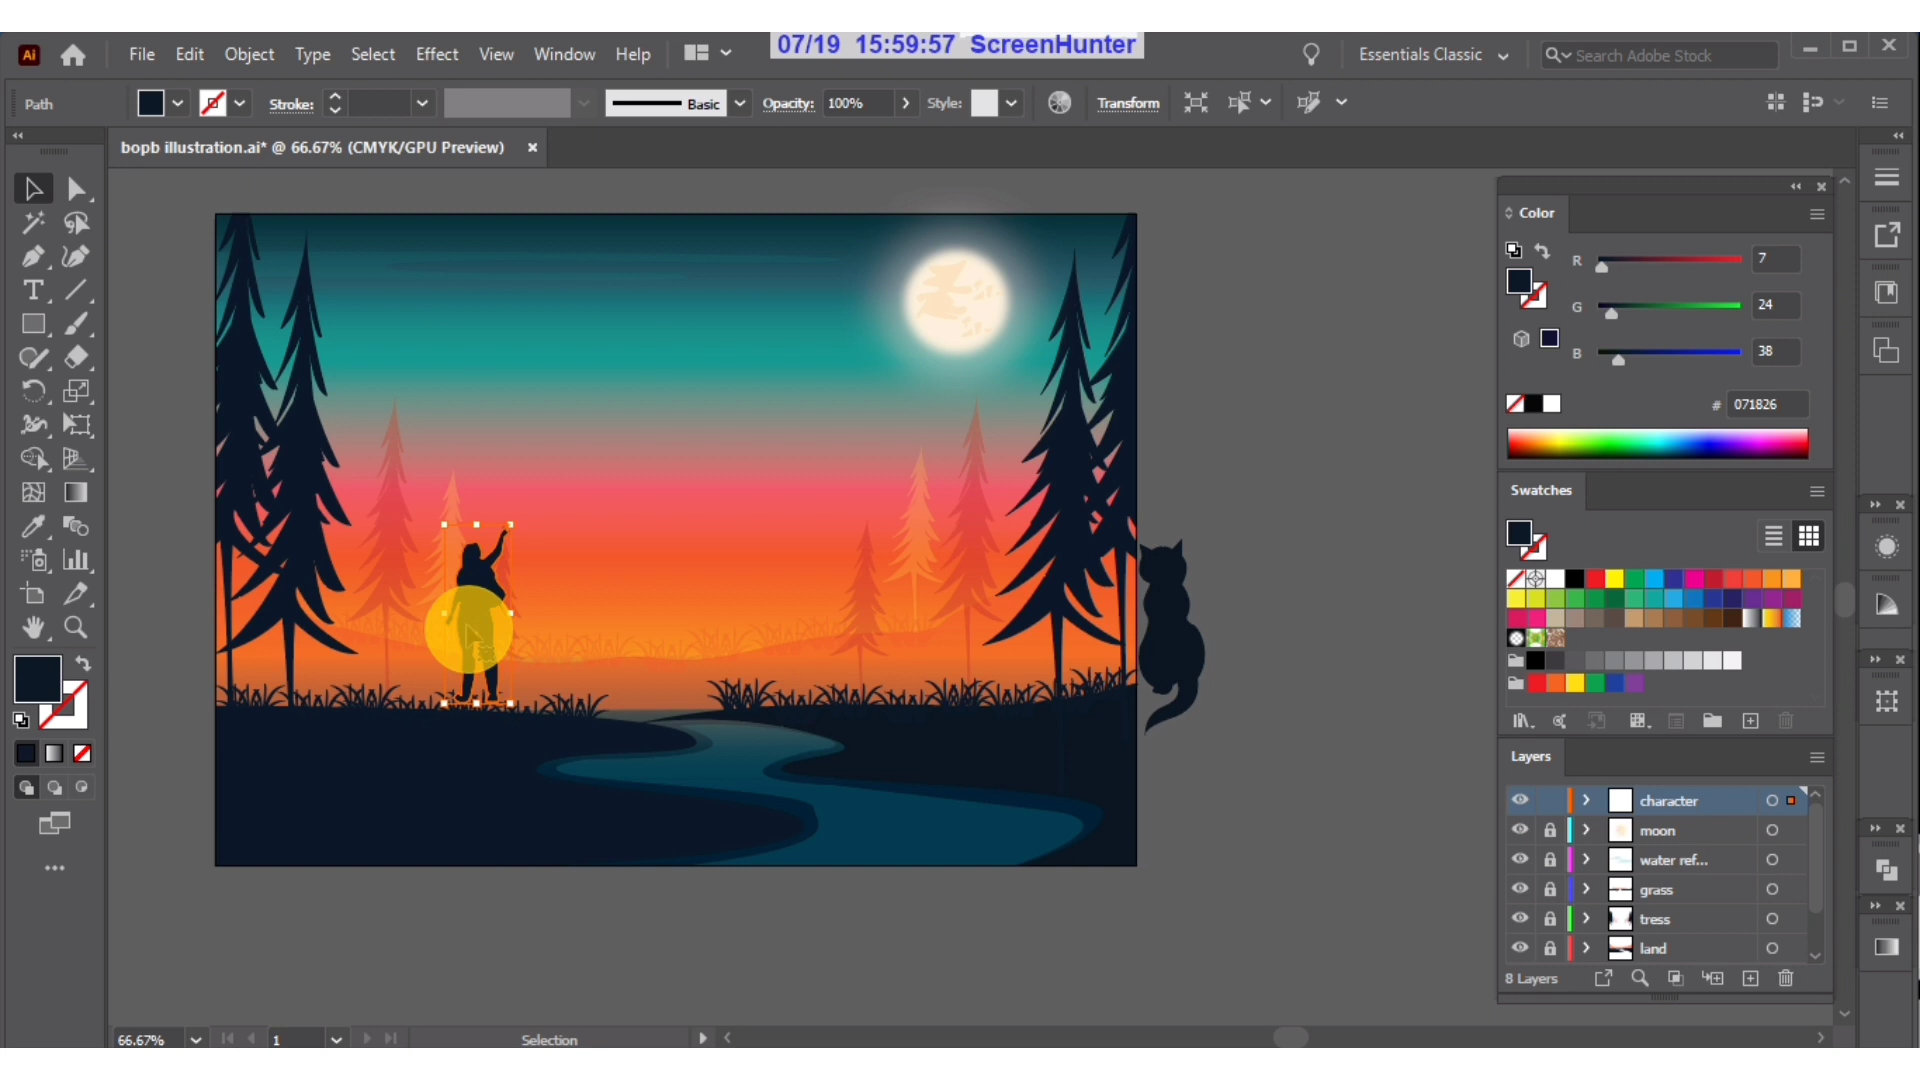 07/19 15:59:57 ScreenHunter
Ai File Edit Object Type Select Effect View Window Help Essentials Classic Search Adobe Stock
Path Stroke: Basic Opacity: 100% Style: Transform
bopb illustration.ai* @ 66.67% (CMYK/GPU Preview)
Color
R 7
G 24
B 38
# 071826
Swatches
Layers
character
moon
water ref...
grass
tress
land
8 Layers
66.67% 1 Selection